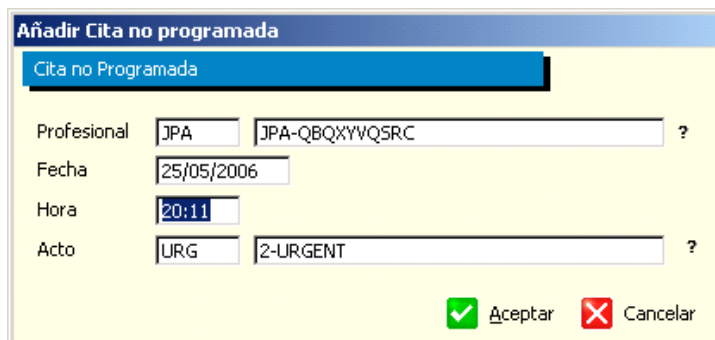 Añadir Cita no programada
Cita no Programada
Profesional JPA JPA-QBQXYVQSRC ?
Fecha 25/05/2006
Hora 20:11
Acto URG 2-URGENT ?
Aceptar Cancelar